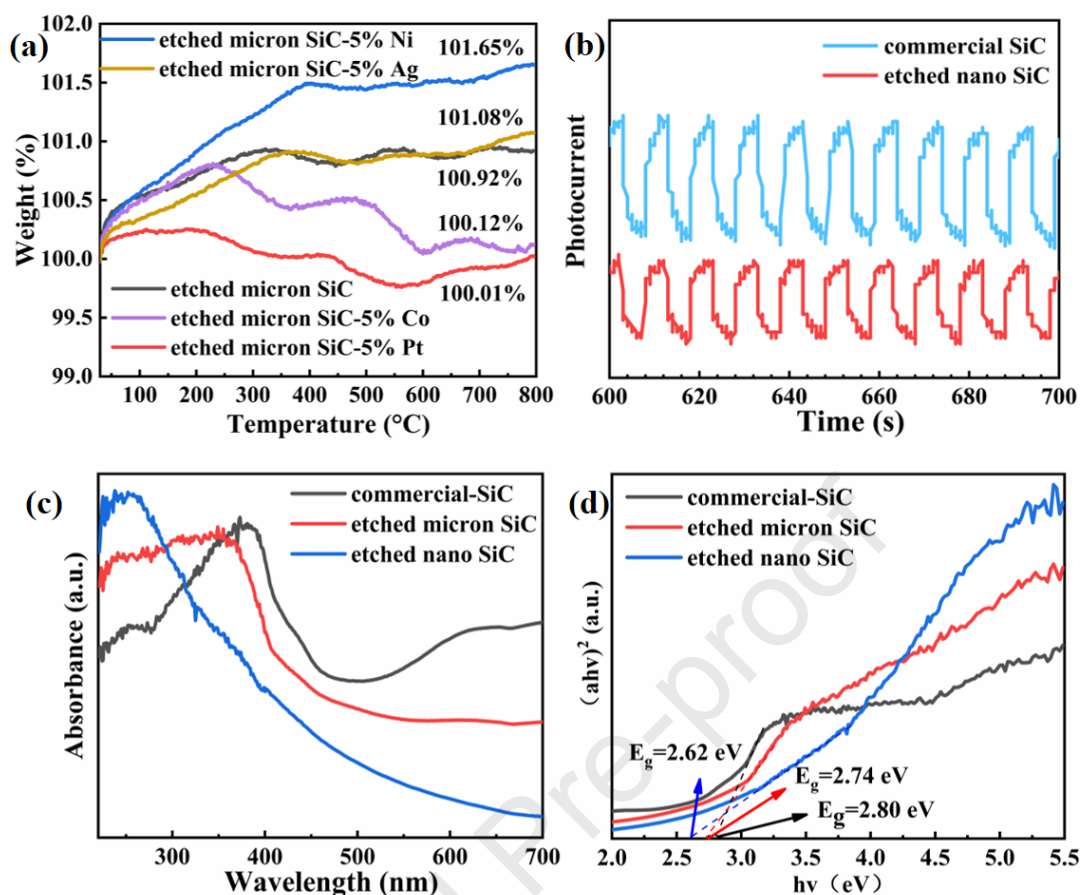 (a)
102.0
101.5
101.0
100.5
100.0
99.5
99.0
Weight (%)
etched micron SiC-5% Ni
etched micron SiC-5% Ag
101.65%
101.08%
100.92%
100.12%
100.01%
etched micron SiC
etched micron SiC-5% Co
etched micron SiC-5% Pt
100 200 300 400 500 600 700 800
Temperature (°C)
(b)
commercial SiC
etched nano SiC
Photocurrent
600 620 640 660 680 700
Time (s)
(c)
commercial-SiC
etched micron SiC
etched nano SiC
Absorbance (a.u.)
300 400 500 600 700
Wavelength (nm)
(d)
commercial-SiC
etched micron SiC
etched nano SiC
(ahv)² (a.u.)
Eg=2.62 eV
Eg=2.74 eV
Eg=2.80 eV
2.0 2.5 3.0 3.5 4.0 4.5 5.0 5.5
hv (eV)
l Pre-proof